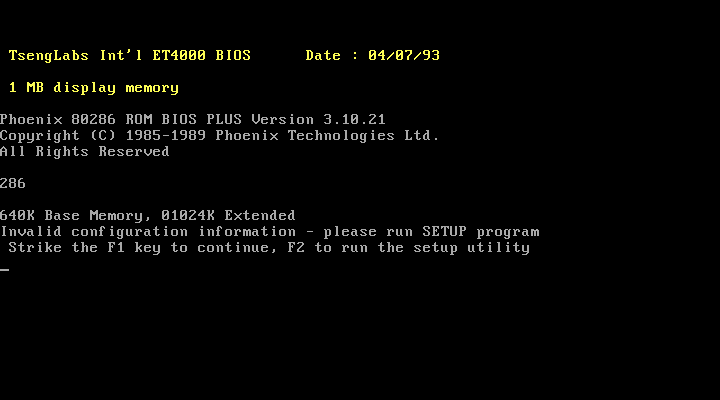 TsengLabs Int'l ET4000 BIOS      Date : 04/07/93
1 MB display memory
Phoenix 80286 ROM BIOS PLUS Version 3.10.21
Copyright (C) 1985-1989 Phoenix Technologies Ltd.
All Rights Reserved
286
640K Base Memory, 01024K Extended
Invalid configuration information - please run SETUP program
Strike the F1 key to continue, F2 to run the setup utility